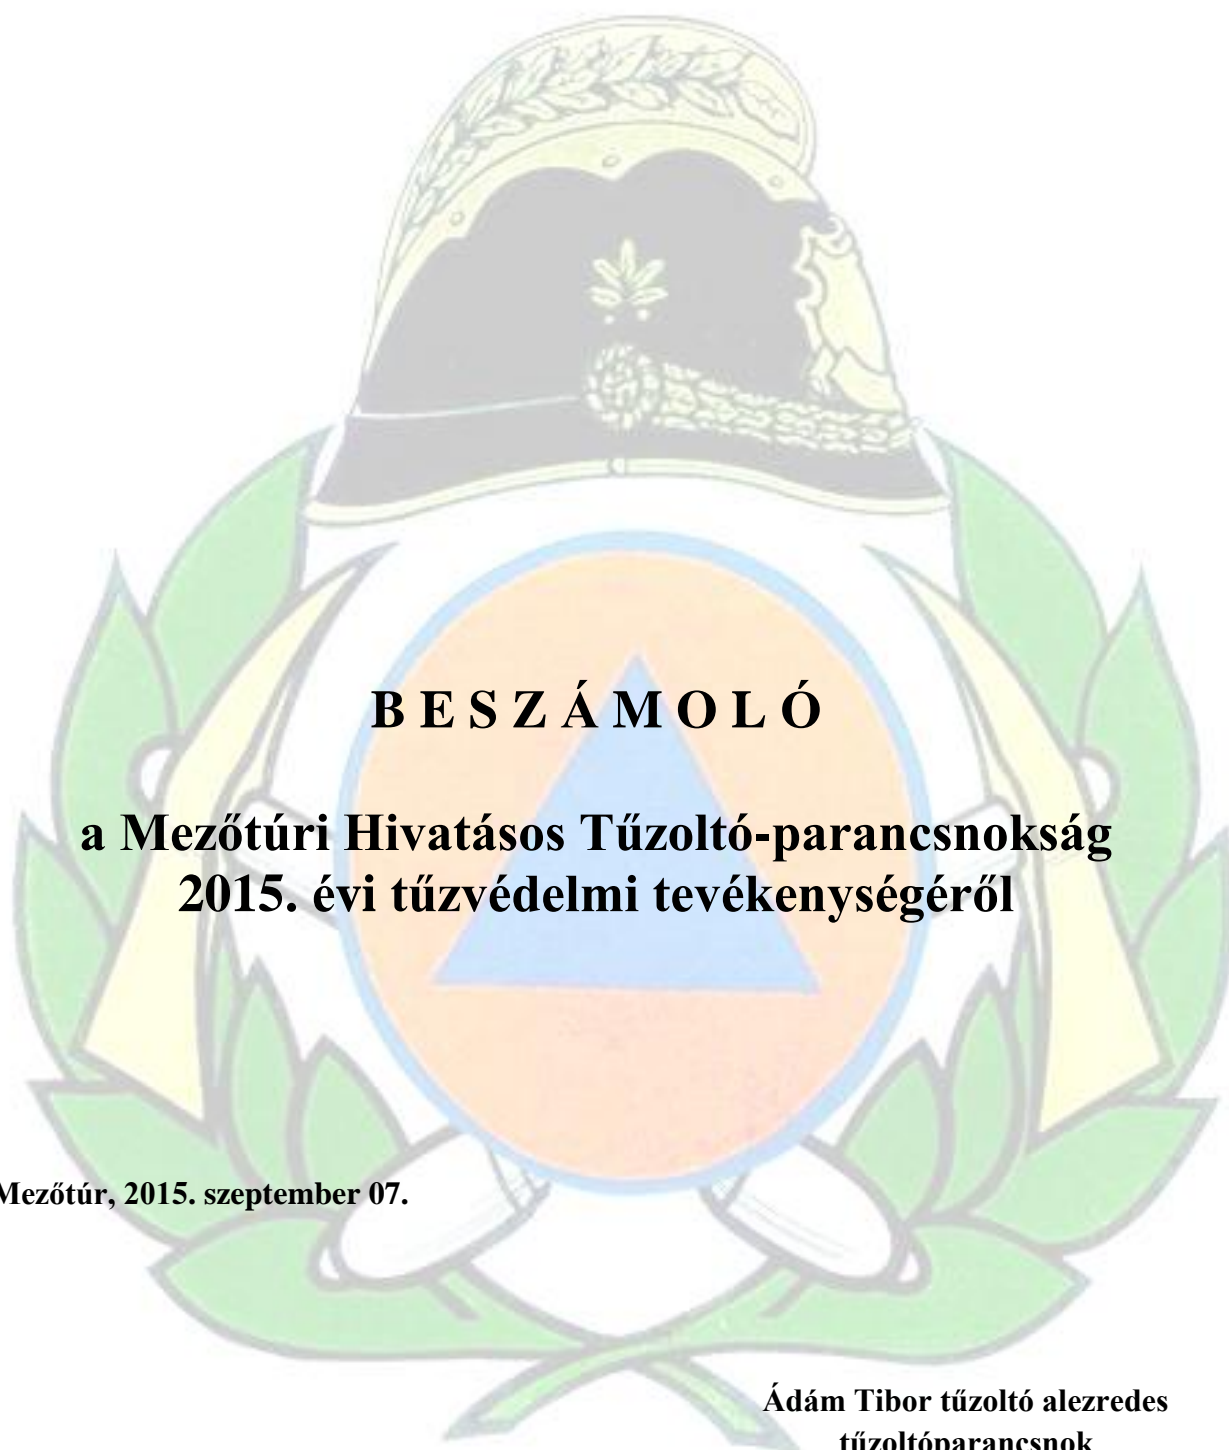 B E S Z Á M O L Ó
a Mezőtúri Hivatásos Tűzoltó-parancsnokság
2015. évi tűzvédelmi tevékenységéről
Mezőtúr, 2015. szeptember 07.
Ádám Tibor tűzoltó alezredes
tűzoltóparancsnok